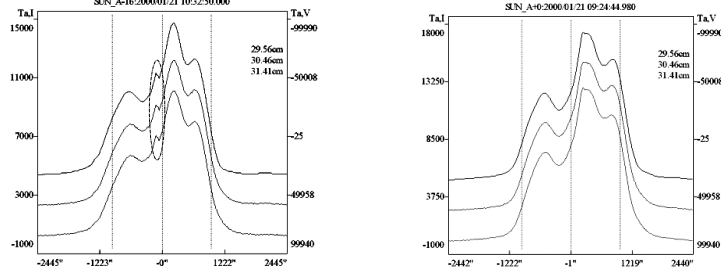 SUN_A-16:2000/01/21 10:32:50.000
Ta,I
Ta,V
15000
-99990
29.56cm
30.46cm
31.41cm
11000
-50008
7000
-25
3000
49958
-1000
99940
-2445"
-1223"
-0"
1222"
2445"
SUN_A+0:2000/01/21 09:24:44.980
Ta,I
Ta,V
18000
-99990
29.56cm
30.46cm
31.41cm
13250
-50008
8500
-25
3750
49958
-1000
99940
-2442"
-1222"
-1"
1219"
2440"